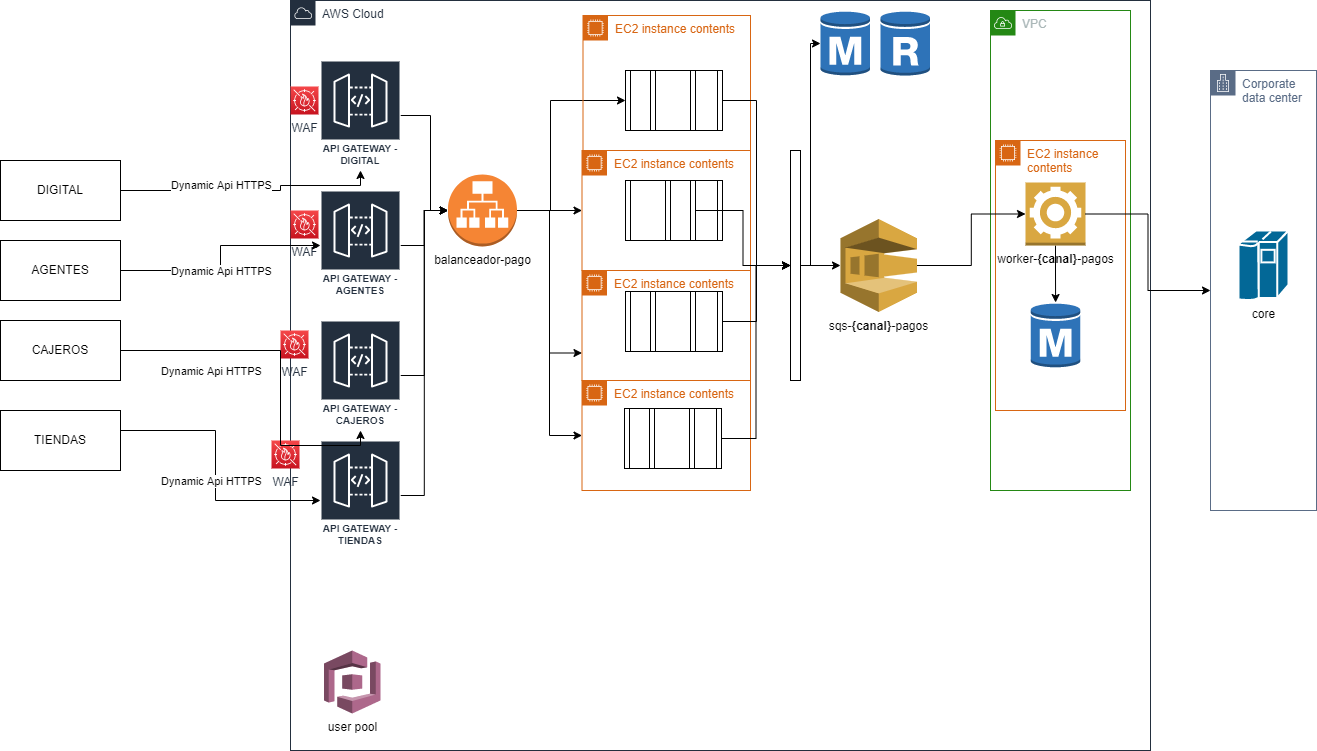 AWS Cloud
EC2 instance contents
M
R
VPC
Corporate
data center
WAF
API GATEWAY -
DIGITAL
EC2 instance
contents
EC2 instance contents
DIGITAL
Dynamic Api HTTPS
WAF
AGENTES
Dynamic Api HTTPS
API GATEWAY -
AGENTES
balanceador-pago
worker-{canal}-pagos
EC2 instance contents
sqs-{canal}-pagos
core
M
CAJEROS
Dynamic Api HTTPS
WAF
API GATEWAY -
CAJEROS
EC2 instance contents
TIENDAS
Dynamic Api HTTPS
WAF
API GATEWAY -
TIENDAS
user pool